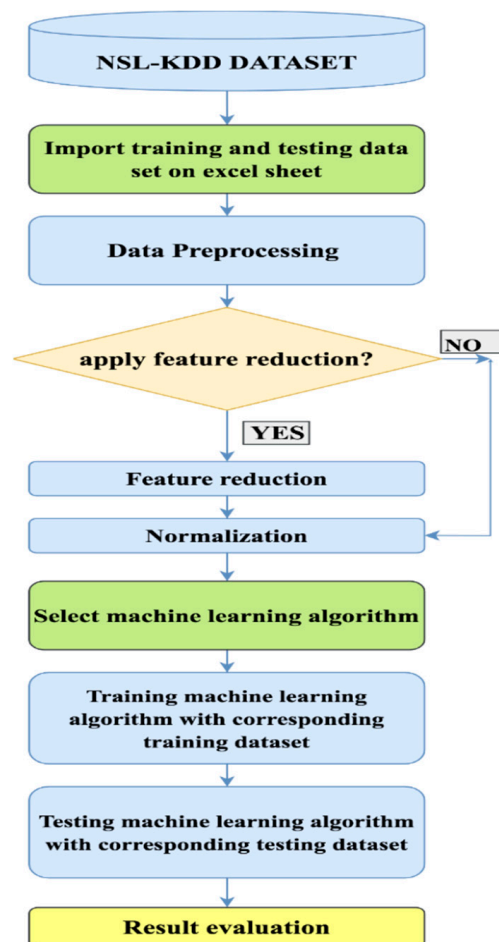 NSL-KDD DATASET
Import training and testing data
set on excel sheet
Data Preprocessing
apply feature reduction?
NO
YES
Feature reduction
Normalization
Select machine learning algorithm
Training machine learning
algorithm with corresponding
training dataset
Testing machine learning algorithm
with corresponding testing dataset
Result evaluation